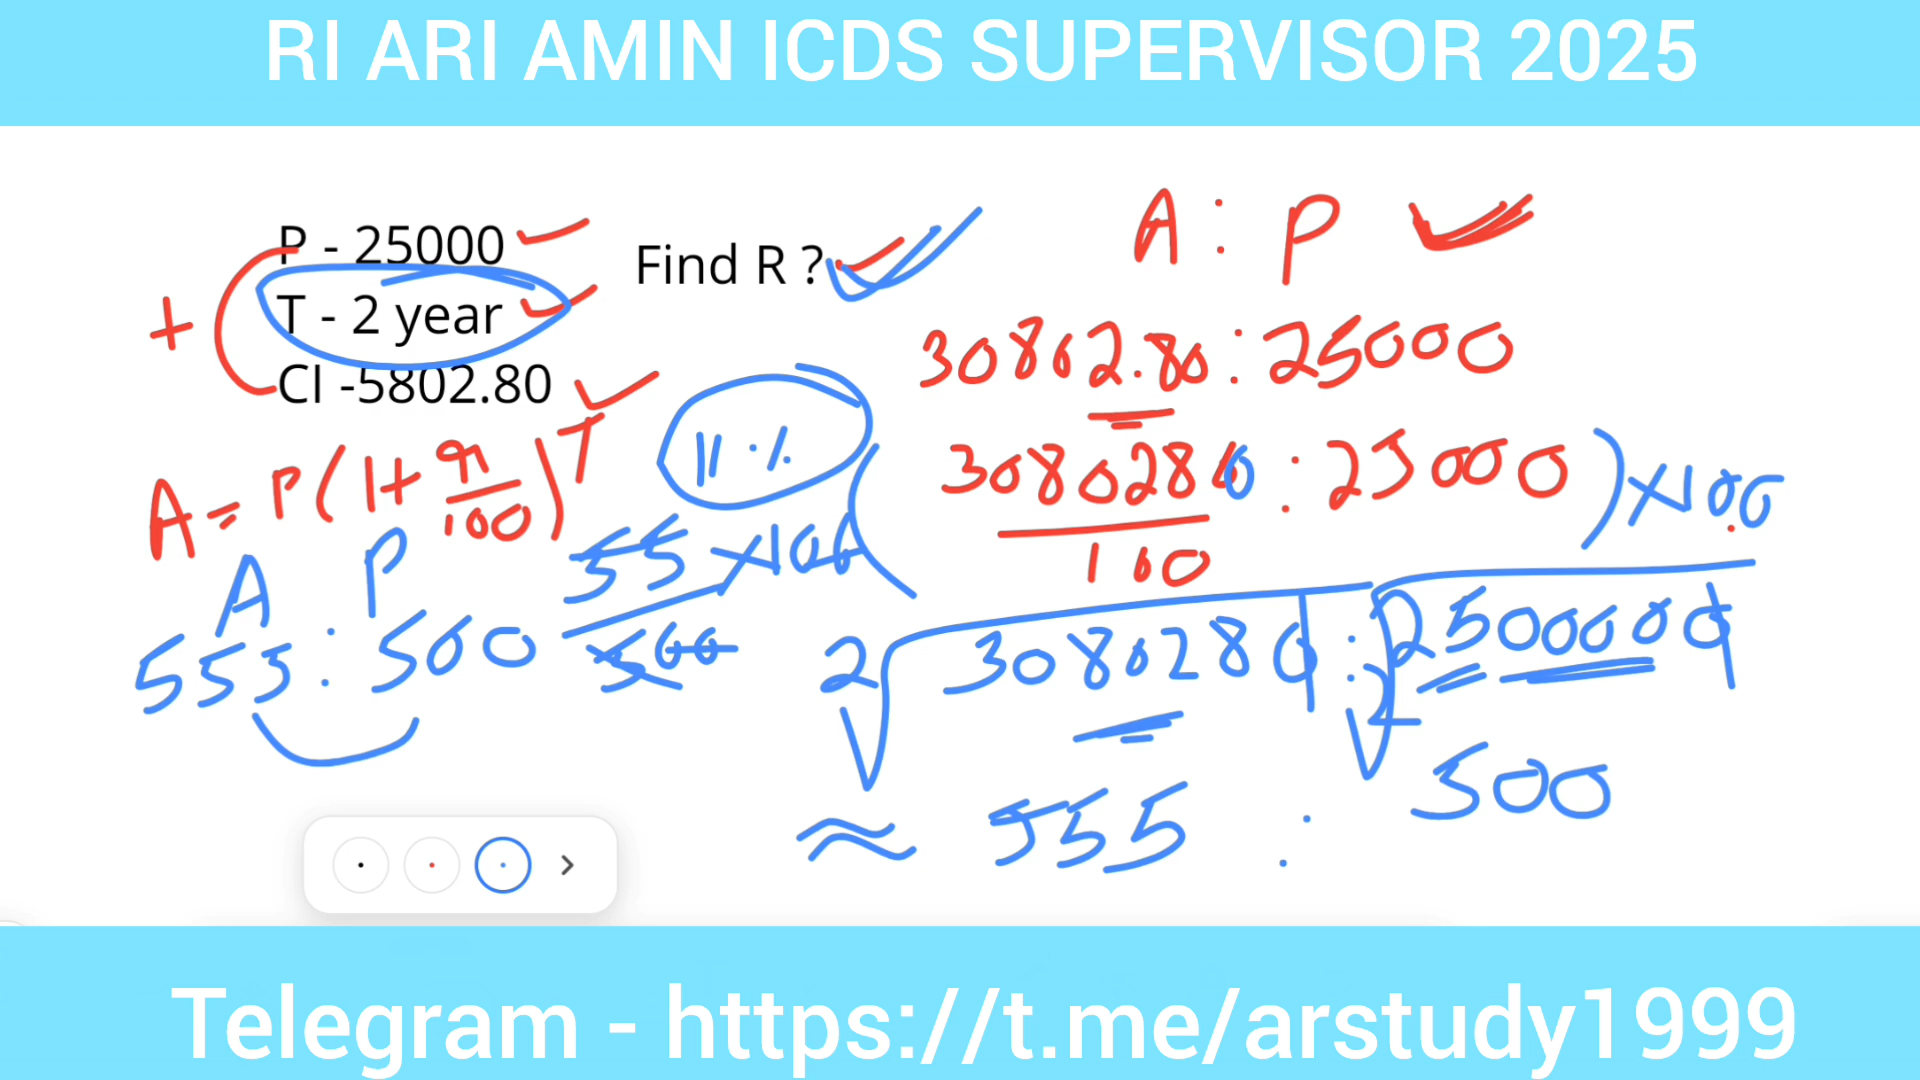 RI ARI AMIN ICDS SUPERVISOR 2025
P - 25000
T - 2 year
CI -5802.80
Find R ?
+
A = P(1+ r/100)^T
11 %
A : P
555 : 500
55 ×100
500
A : P
30802.80 : 25000
3080280 : 25000 ) ×100
100
2√3080280 : 2√2500000
≈ 555 : 500
Telegram - https://t.me/arstudy1999